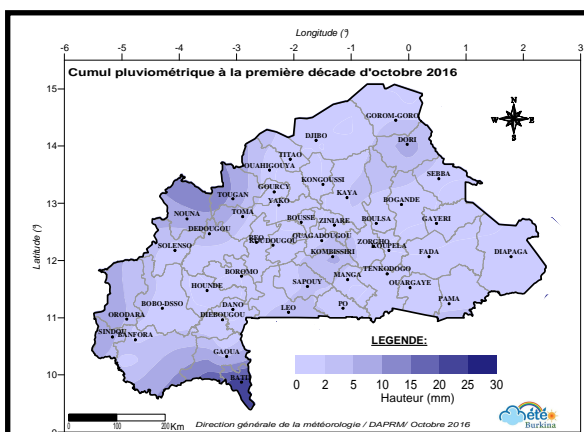 Longitude (°)
-6 -5 -4 -3 -2 -1 0 1 2 3
Cumul pluviométrique à la première décade d'octobre 2016
15
14
13
12
11
10
9
Latitude (°)
N
W E
S
GOROM-GORO
DJIBO
DORI
TITAO
OUAHIGOUYA
KONGOUSSI
SEBBA
GOURCY
KAYA
TOUGAN
YAKO
BOGANDE
NOUNA
TOMA
BOUSSE
ZINIARE
BOULSA
GAYERI
DEDOUGOU
OUAGADOUGOU
KOUDOUGOU
ZORGHO
KOUPELA
SOLENSO
KOMBISSIRI
FADA
DIAPAGA
BOROMO
MANGA
TENKODOGO
HOUNDE
SAPOUY
OUARGAYE
BOBO-DSSO
DANO
LEO
PO
PAMA
ORODARA
DIEBOUGOU
SINDOU
BANFORA
GAOUA
BATIE
LEGENDE:
0 2 5 10 15 20 25 30
Hauteur (mm)
0 100 200 Km
Direction générale de la météorologie / DAPRM/ Octobre 2016
météo
Burkina